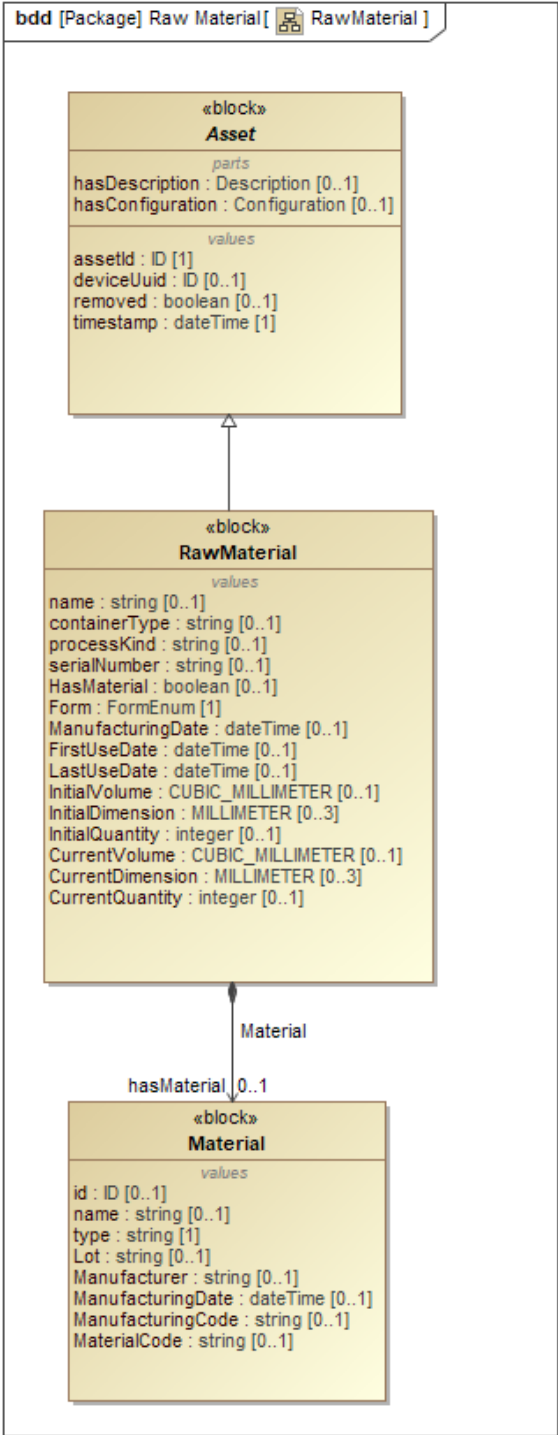 bdd [Package] Raw Material[ RawMaterial ]
«block»
Asset
parts
hasDescription : Description [0..1]
hasConfiguration : Configuration [0..1]
values
assetId : ID [1]
deviceUuid : ID [0..1]
removed : boolean [0..1]
timestamp : dateTime [1]
«block»
RawMaterial
values
name : string [0..1]
containerType : string [0..1]
processKind : string [0..1]
serialNumber : string [0..1]
HasMaterial : boolean [0..1]
Form : FormEnum [1]
ManufacturingDate : dateTime [0..1]
FirstUseDate : dateTime [0..1]
LastUseDate : dateTime [0..1]
InitialVolume : CUBIC_MILLIMETER [0..1]
InitialDimension : MILLIMETER [0..3]
InitialQuantity : integer [0..1]
CurrentVolume : CUBIC_MILLIMETER [0..1]
CurrentDimension : MILLIMETER [0..3]
CurrentQuantity : integer [0..1]
Material
hasMaterial 0..1
«block»
Material
values
id : ID [0..1]
name : string [0..1]
type : string [1]
Lot : string [0..1]
Manufacturer : string [0..1]
ManufacturingDate : dateTime [0..1]
ManufacturingCode : string [0..1]
MaterialCode : string [0..1]